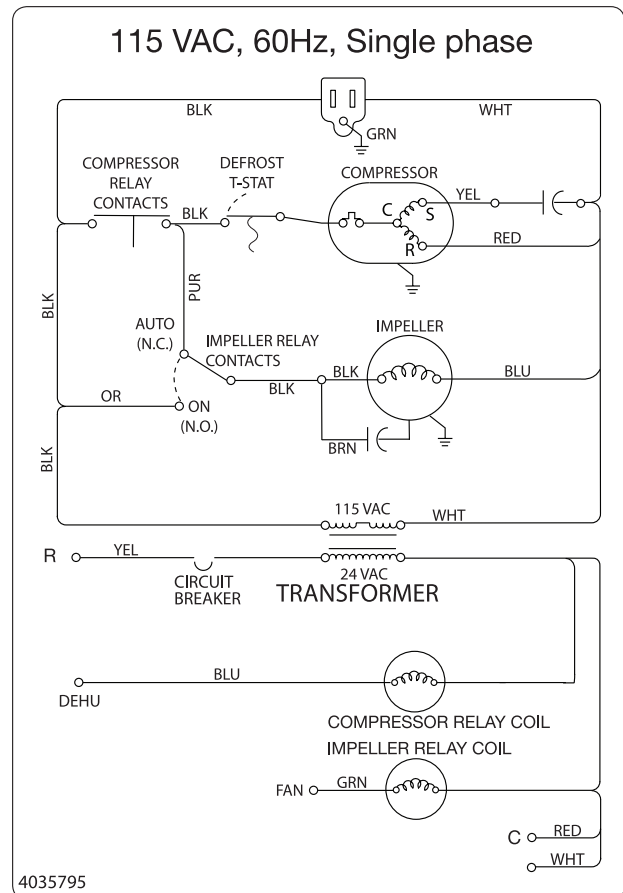 115 VAC, 60Hz, Single phase
BLK
WHT
GRN
COMPRESSOR
RELAY
CONTACTS
DEFROST
T-STAT
COMPRESSOR
BLK
C
S
YEL
R
RED
PUR
BLK
AUTO
(N.C.)
IMPELLER RELAY
CONTACTS
IMPELLER
BLK
BLK
BLU
OR
ON
(N.O.)
BRN
BLK
115 VAC
WHT
R
YEL
CIRCUIT
BREAKER
24 VAC
TRANSFORMER
BLU
DEHU
COMPRESSOR RELAY COIL
IMPELLER RELAY COIL
FAN
GRN
C
RED
WHT
4035795